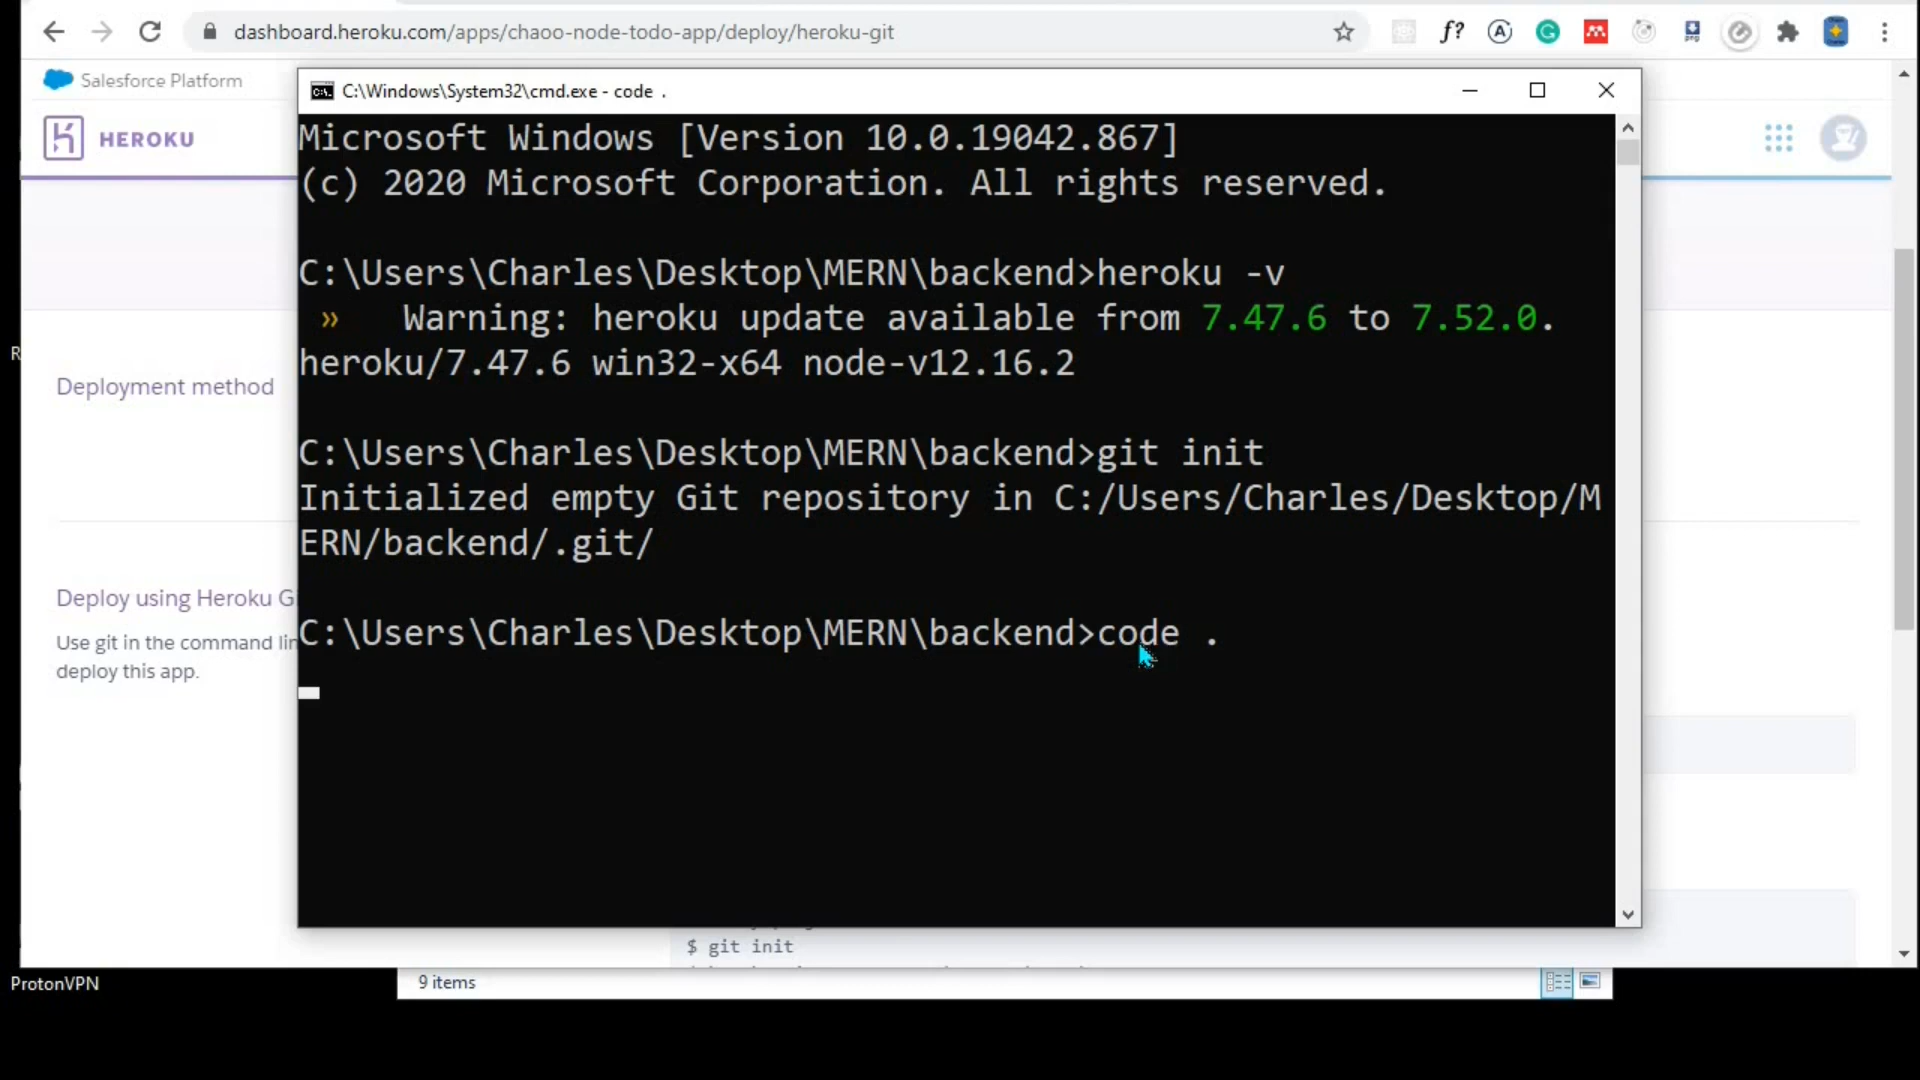 dashboard.heroku.com/apps/chaoo-node-todo-app/deploy/heroku-git
f?
Salesforce Platform
HEROKU
C:\Windows\System32\cmd.exe - code .
Microsoft Windows [Version 10.0.19042.867]
(c) 2020 Microsoft Corporation. All rights reserved.
C:\Users\Charles\Desktop\MERN\backend>heroku -v
» Warning: heroku update available from 7.47.6 to 7.52.0.
heroku/7.47.6 win32-x64 node-v12.16.2
C:\Users\Charles\Desktop\MERN\backend>git init
Initialized empty Git repository in C:/Users/Charles/Desktop/M
ERN/backend/.git/
C:\Users\Charles\Desktop\MERN\backend>code .
R
Deployment method
Deploy using Heroku G
Use git in the command lin
deploy this app.
$ git init
ProtonVPN
9 items